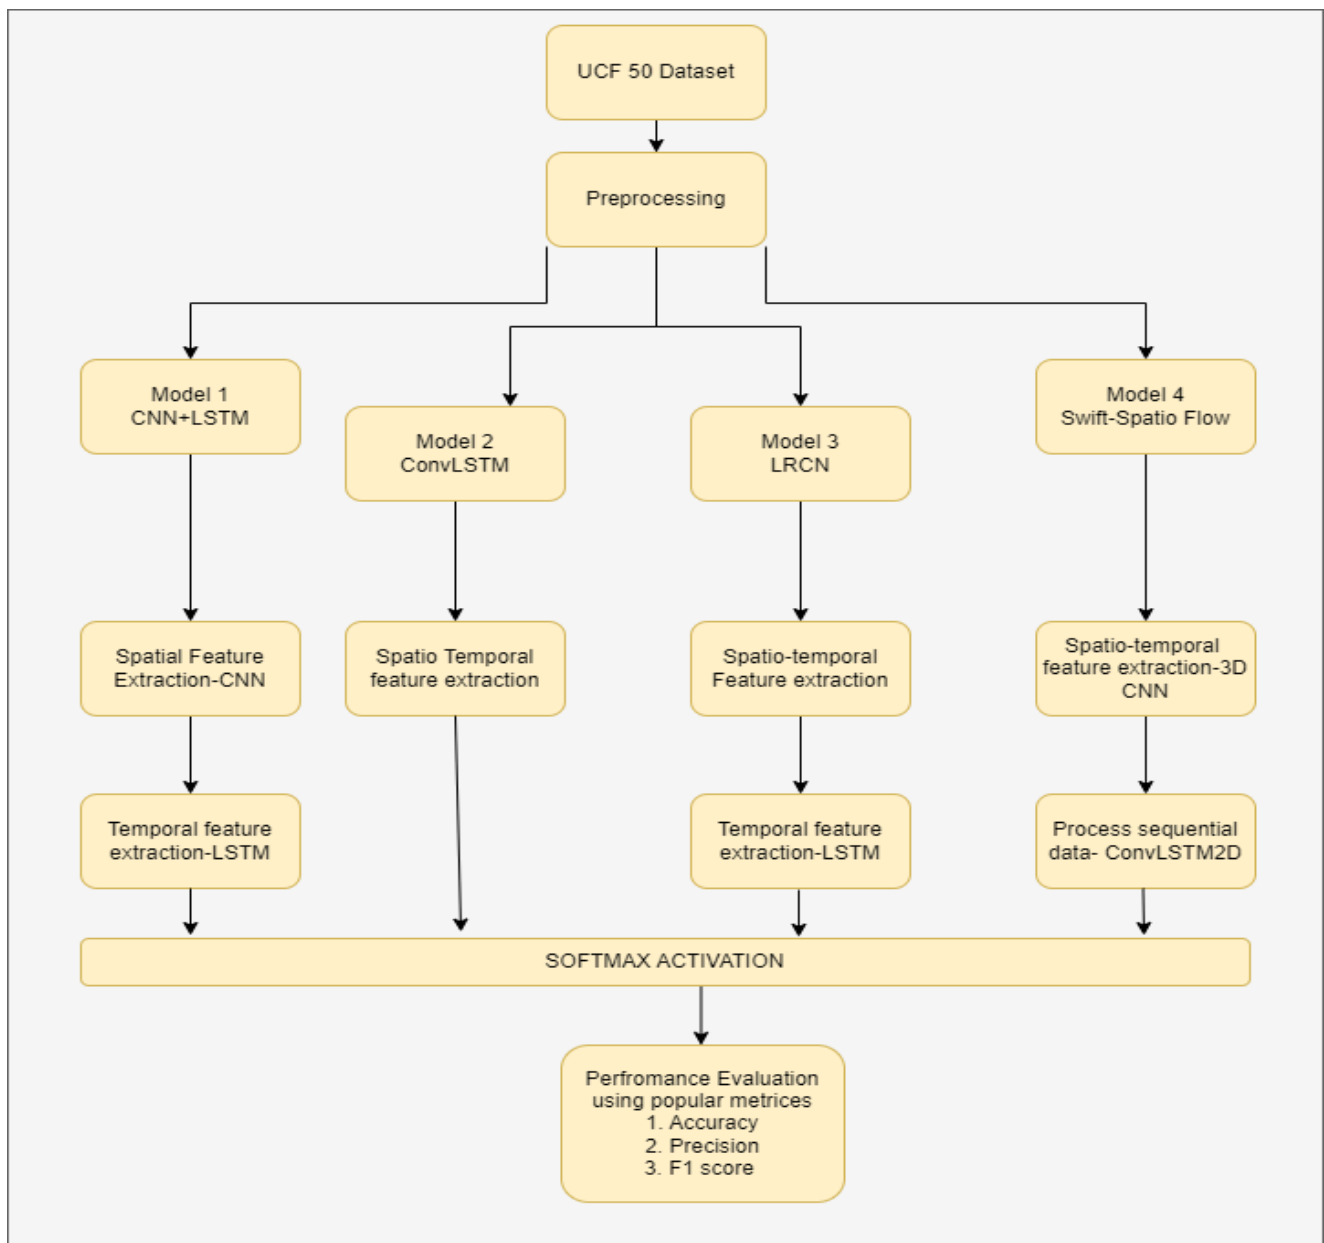 UCF 50 Dataset
Preprocessing
Model 1
CNN+LSTM
Model 2
ConvLSTM
Model 3
LRCN
Model 4
Swift-Spatio Flow
Spatial Feature
Extraction-CNN
Spatio Temporal
feature extraction
Spatio-temporal
Feature extraction
Spatio-temporal
feature extraction-3D
CNN
Temporal feature
extraction-LSTM
Temporal feature
extraction-LSTM
Process sequential
data- ConvLSTM2D
SOFTMAX ACTIVATION
Perfromance Evaluation
using popular metrices
1. Accuracy
2. Precision
3. F1 score